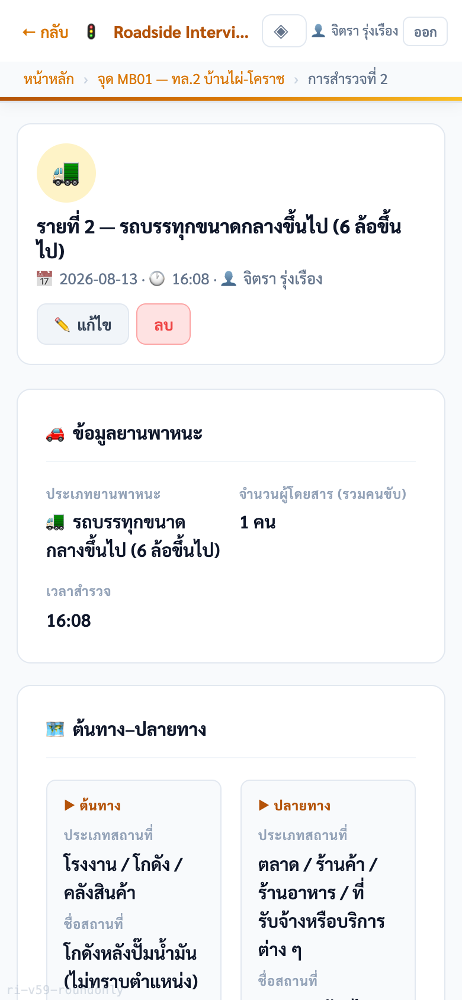 ← กลับ 🚦 Roadside Intervi... ◈ 👤 จิตรา รุ่งเรือง ออก
หน้าหลัก › จุด MB01 — ทล.2 บ้านไผ่-โคราช › การสำรวจที่ 2
รายที่ 2 — รถบรรทุกขนาดกลางขึ้นไป (6 ล้อขึ้น
ไป)
📅 2026-08-13 · 🕐 16:08 · 👤 จิตรา รุ่งเรือง
✏️ แก้ไข ลบ
🚗 ข้อมูลยานพาหนะ
ประเภทยานพาหนะ
🚛 รถบรรทุกขนาด
กลางขึ้นไป (6 ล้อขึ้นไป)
จำนวนผู้โดยสาร (รวมคนขับ)
1 คน
เวลาสำรวจ
16:08
🗺️ ต้นทาง–ปลายทาง
▶ ต้นทาง
ประเภทสถานที่
โรงงาน / โกดัง /
คลังสินค้า
ชื่อสถานที่
โกดังหลังปั๊มน้ำมัน
(ไม่ทราบตำแหน่ง)
▶ ปลายทาง
ประเภทสถานที่
ตลาด / ร้านค้า /
ร้านอาหาร / ที่
รับจ้างหรือบริการ
ต่าง ๆ
ชื่อสถานที่
ri-v59-roundonly